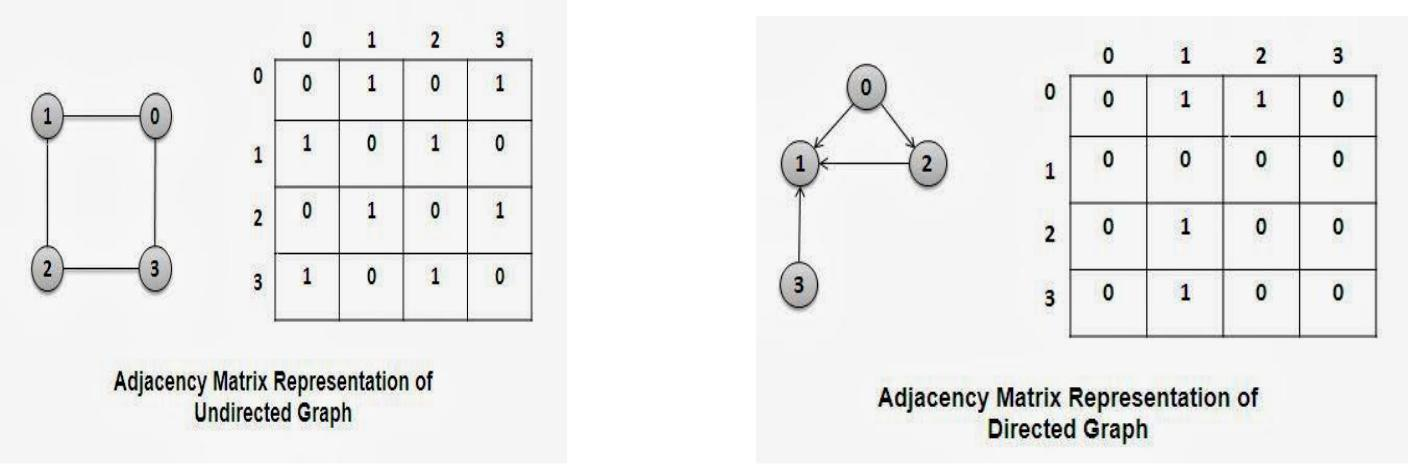 0 1 2 3
0 0 1 0 1
1 1 0 1 0
2 0 1 0 1
3 1 0 1 0
1 0
2 3
Adjacency Matrix Representation of
Undirected Graph
0 1 2 3
0 0 1 1 0
1 0 0 0 0
2 0 1 0 0
3 0 1 0 0
0
1 2
3
Adjacency Matrix Representation of
Directed Graph